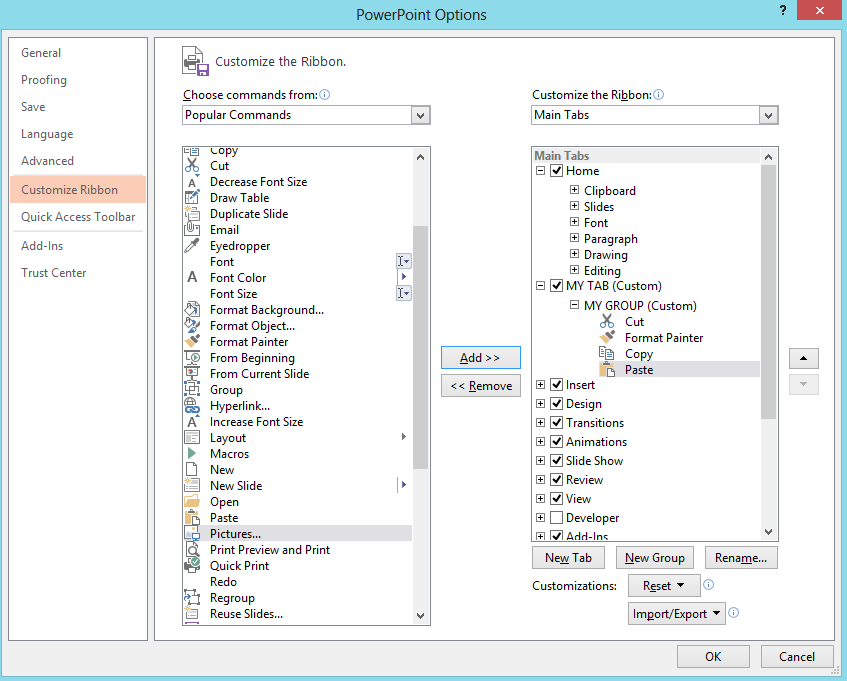 PowerPoint Options
?
General
Proofing
Save
Language
Advanced
Customize Ribbon
Quick Access Toolbar
Add-Ins
Trust Center
Customize the Ribbon.
Choose commands from:
Popular Commands
Copy
Cut
Decrease Font Size
Draw Table
Duplicate Slide
Email
Eyedropper
Font
Font Color
Font Size
Format Background...
Format Object...
Format Painter
From Beginning
From Current Slide
Group
Hyperlink...
Increase Font Size
Layout
Macros
New
New Slide
Open
Paste
Pictures...
Print Preview and Print
Quick Print
Redo
Regroup
Reuse Slides...
Add >>
<< Remove
Customize the Ribbon:
Main Tabs
Main Tabs
Home
Clipboard
Slides
Font
Paragraph
Drawing
Editing
MY TAB (Custom)
MY GROUP (Custom)
Cut
Format Painter
Copy
Paste
Insert
Design
Transitions
Animations
Slide Show
Review
View
Developer
Add-Ins
New Tab New Group Rename...
Customizations: Reset
Import/Export
OK Cancel